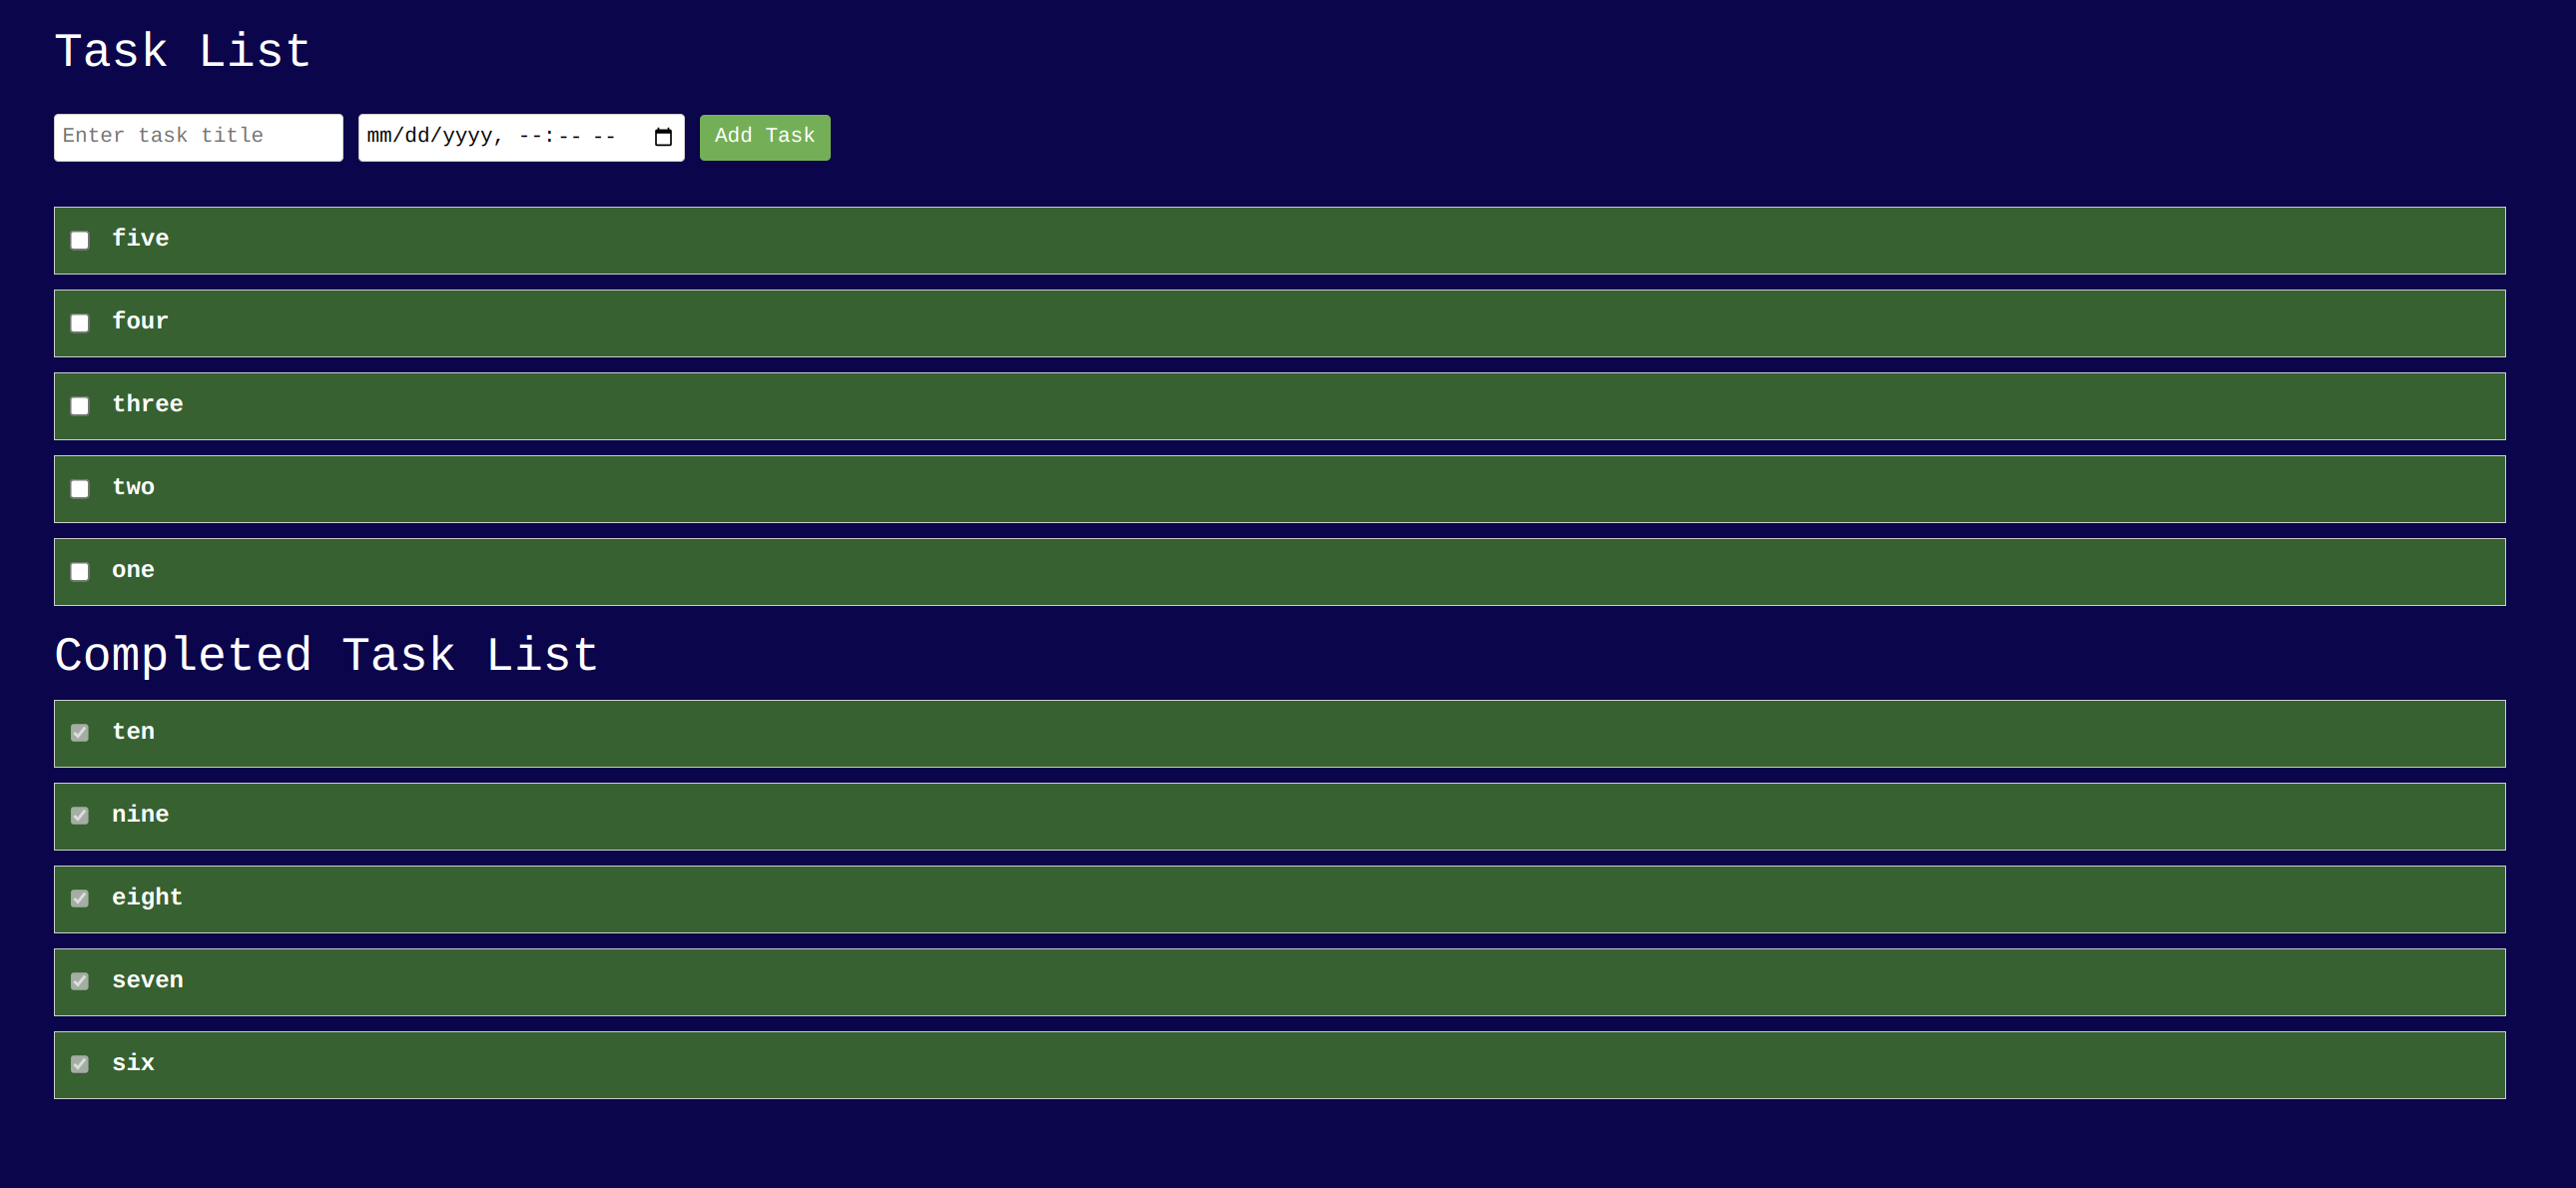 Task List
Enter task title mm/dd/yyyy, --:-- -- Add Task
five
four
three
two
one
Completed Task List
ten
nine
eight
seven
six